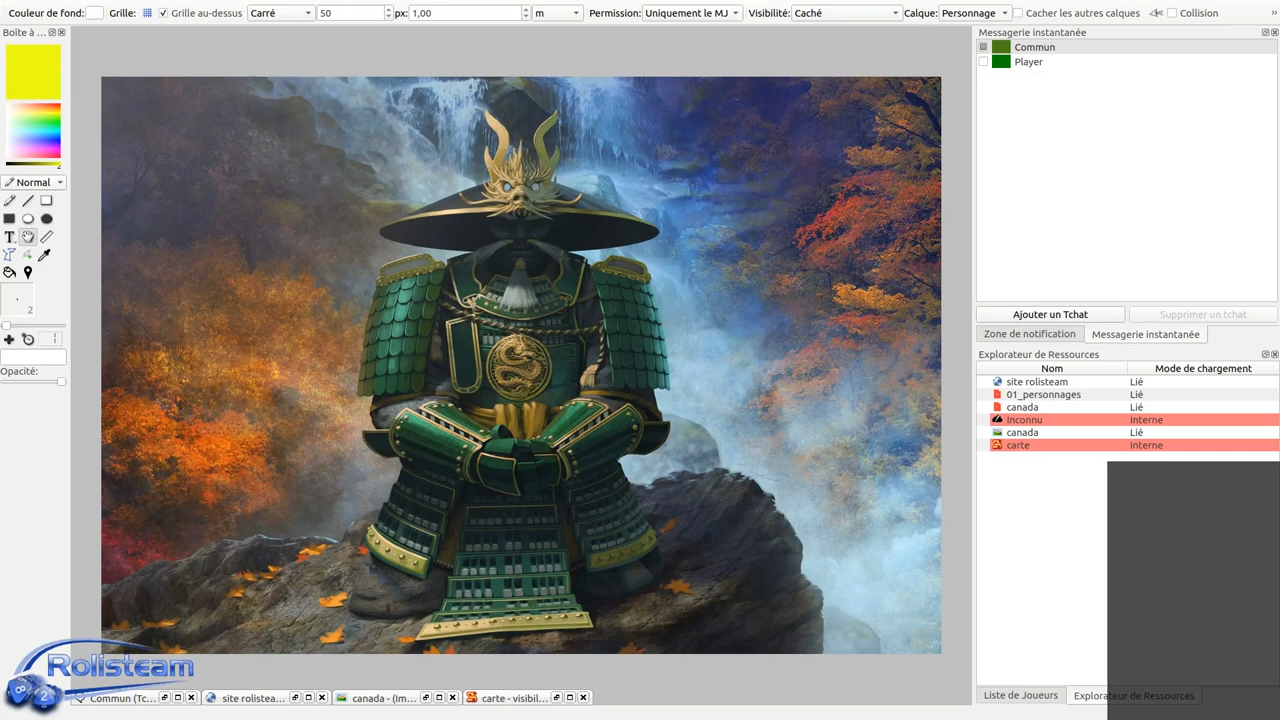 Couleur de fond:
Grille:
Grille au-dessus
Carré
50
px:
1,00
m
Permission:
Uniquement le MJ
Visibilité:
Caché
Calque:
Personnage
Cacher les autres calques
Collision
Boîte à ...
2
Normal
2
Opacité:
Messagerie instantanée
Commun
Player
Ajouter un Tchat
Supprimer un tchat
Zone de notification
Messagerie instantanée
Explorateur de Ressources
Nom
Mode de chargement
site rolisteam
Lié
01_personnages
Lié
canada
Lié
Inconnu
Interne
canada
Lié
carte
Interne
Liste de Joueurs
Explorateur de Ressources
Rolisteam
8
2
Commun (Tc...
site rolistea...
canada - (Im...
carte - visibil...